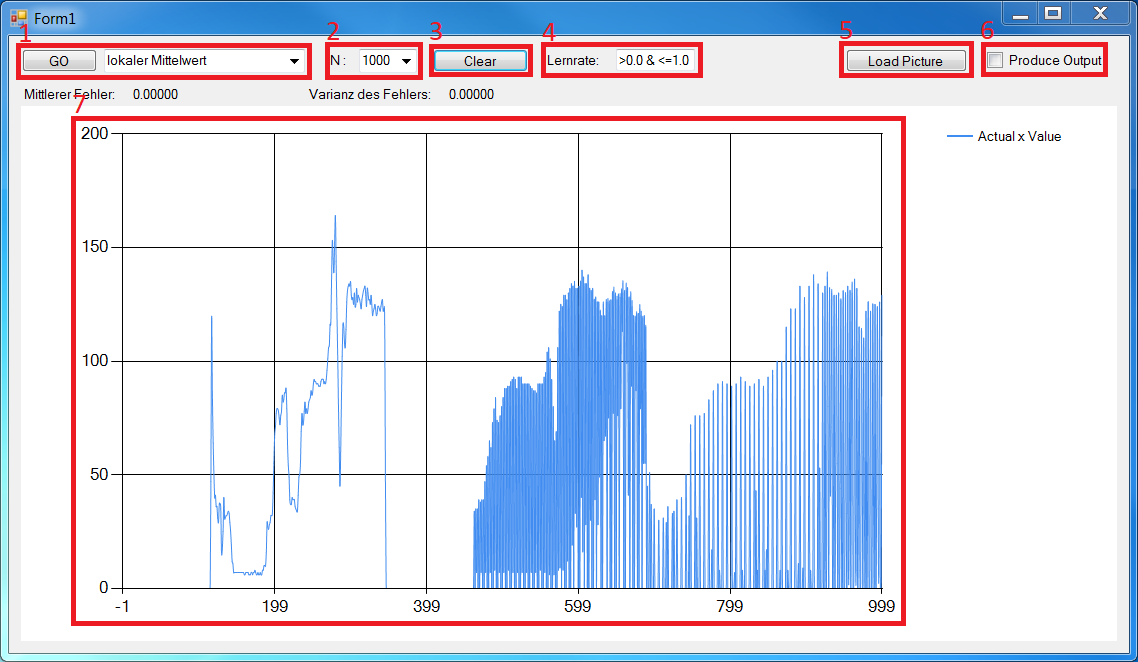 Form1
1 2 3 4 5 6
GO lokaler Mittelwert N : 1000 Clear Lernrate: >0.0 & <=1.0 Load Picture Produce Output
Mittlerer Fehler: 0.00000 Varianz des Fehlers: 0.00000
7
200
Actual x Value
150
100
50
0
-1 199 399 599 799 999